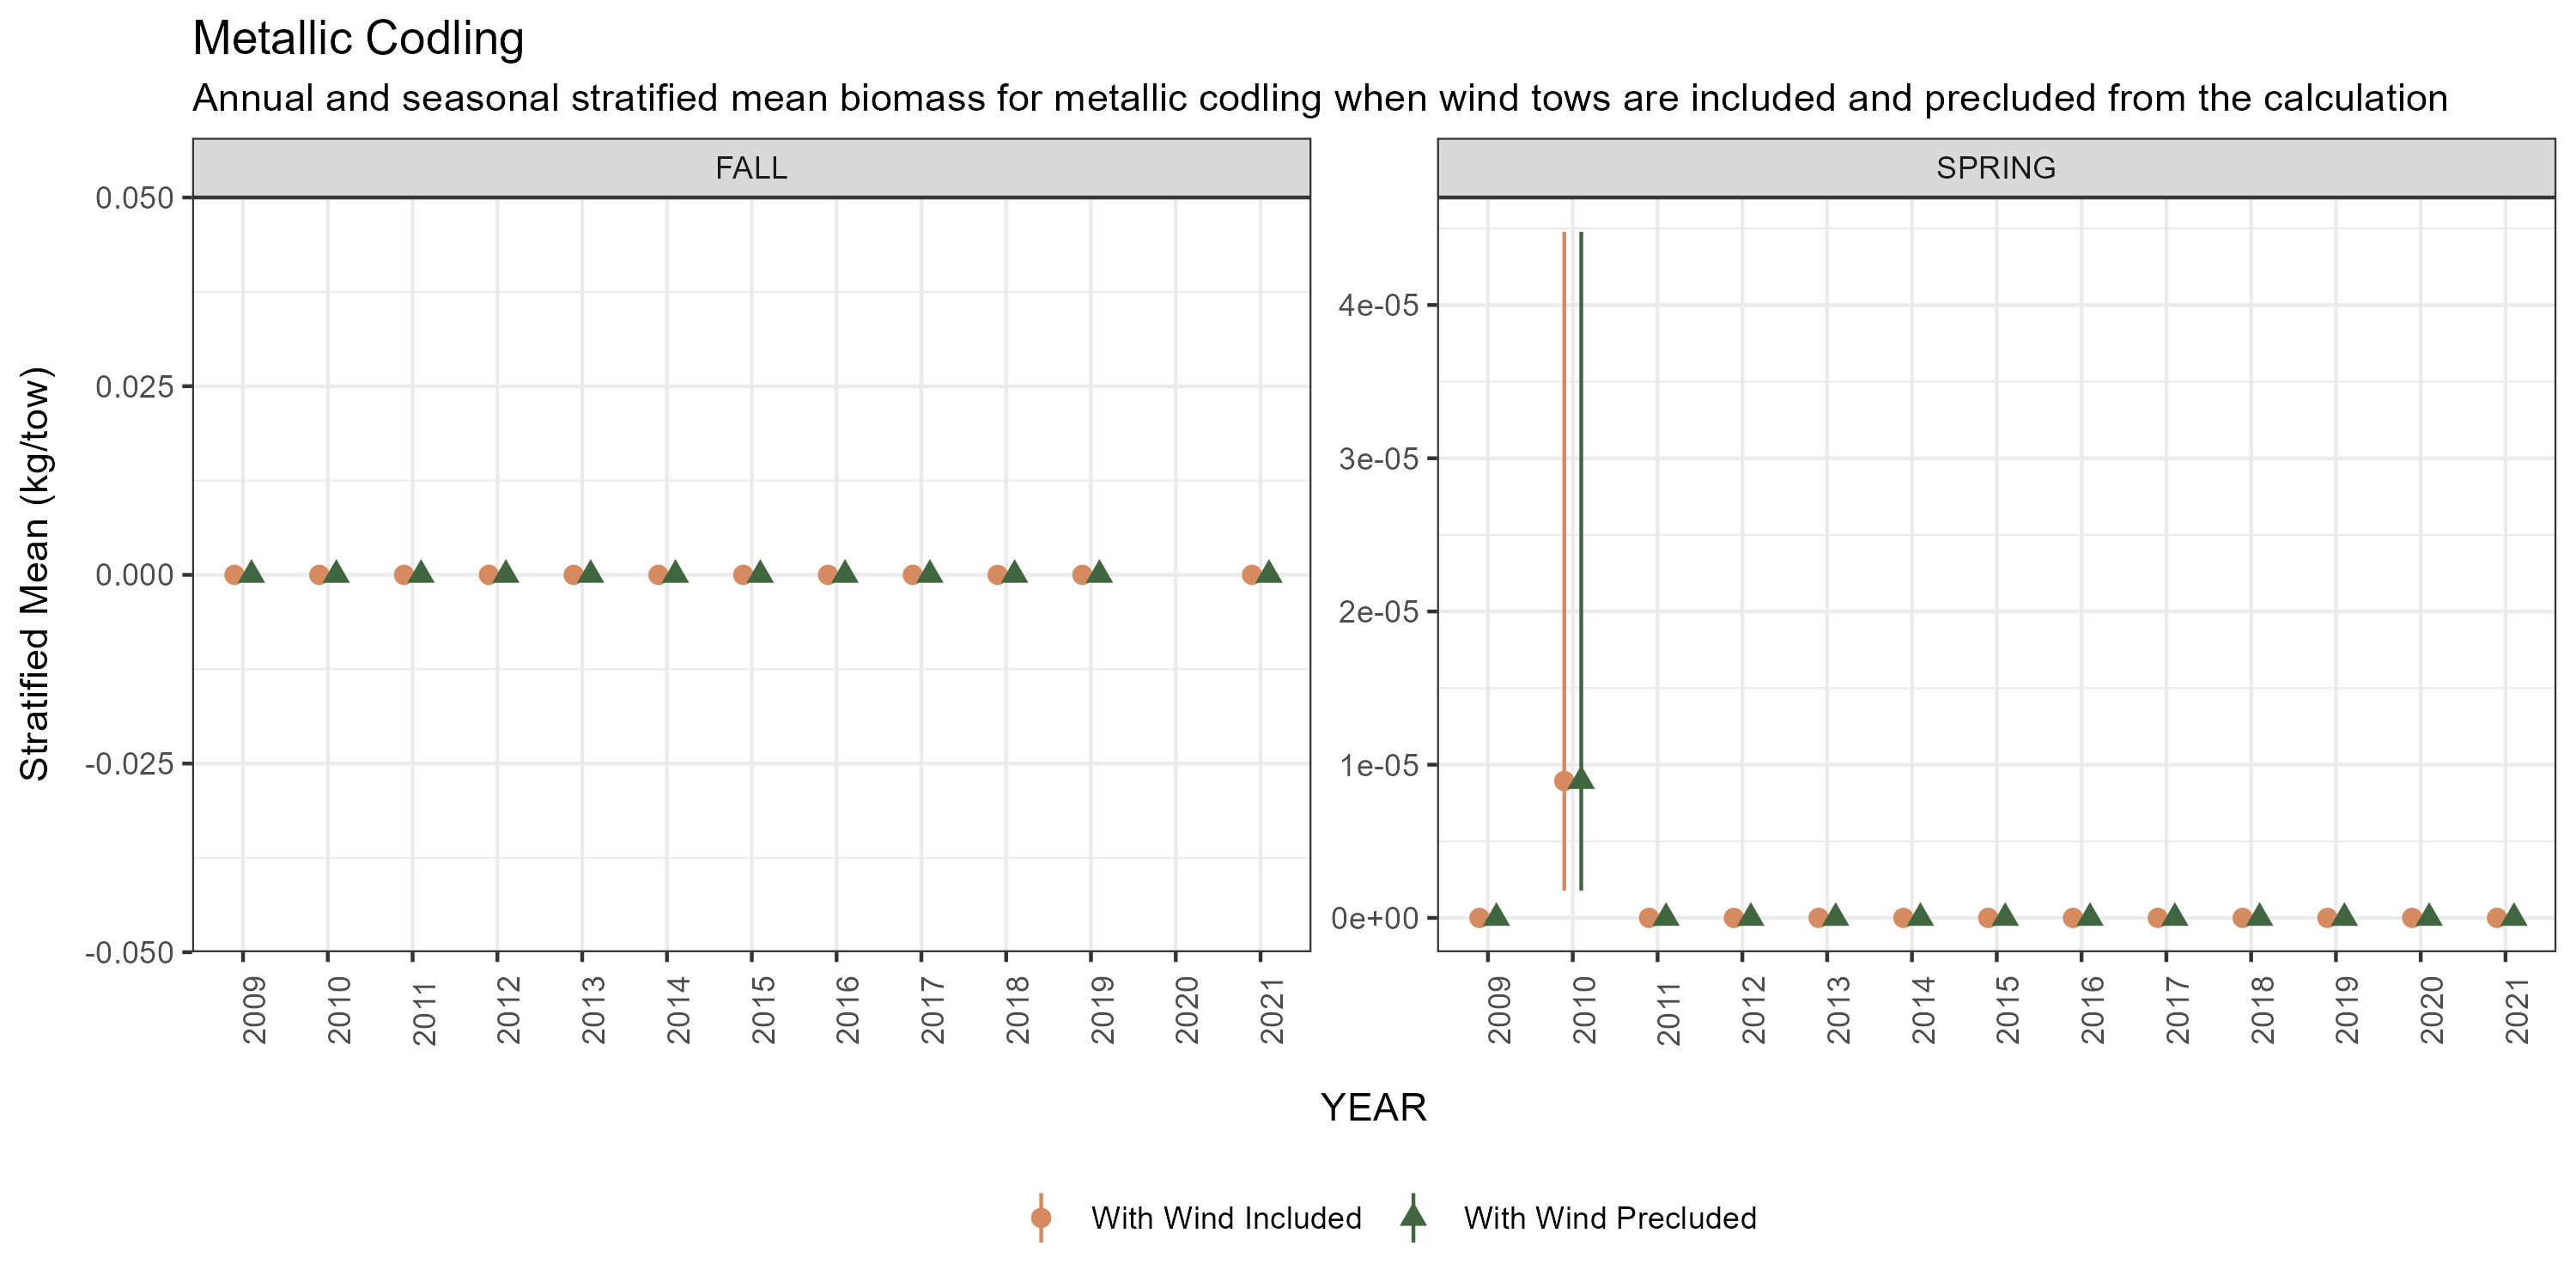 Metallic Codling
Annual and seasonal stratified mean biomass for metallic codling when wind tows are included and precluded from the calculation
FALL
SPRING
Stratified Mean (kg/tow)
0.050
0.025
0.000
-0.025
-0.050
4e-05
3e-05
2e-05
1e-05
0e+00
2009 2010 2011 2012 2013 2014 2015 2016 2017 2018 2019 2020 2021
2009 2010 2011 2012 2013 2014 2015 2016 2017 2018 2019 2020 2021
YEAR
With Wind Included
With Wind Precluded